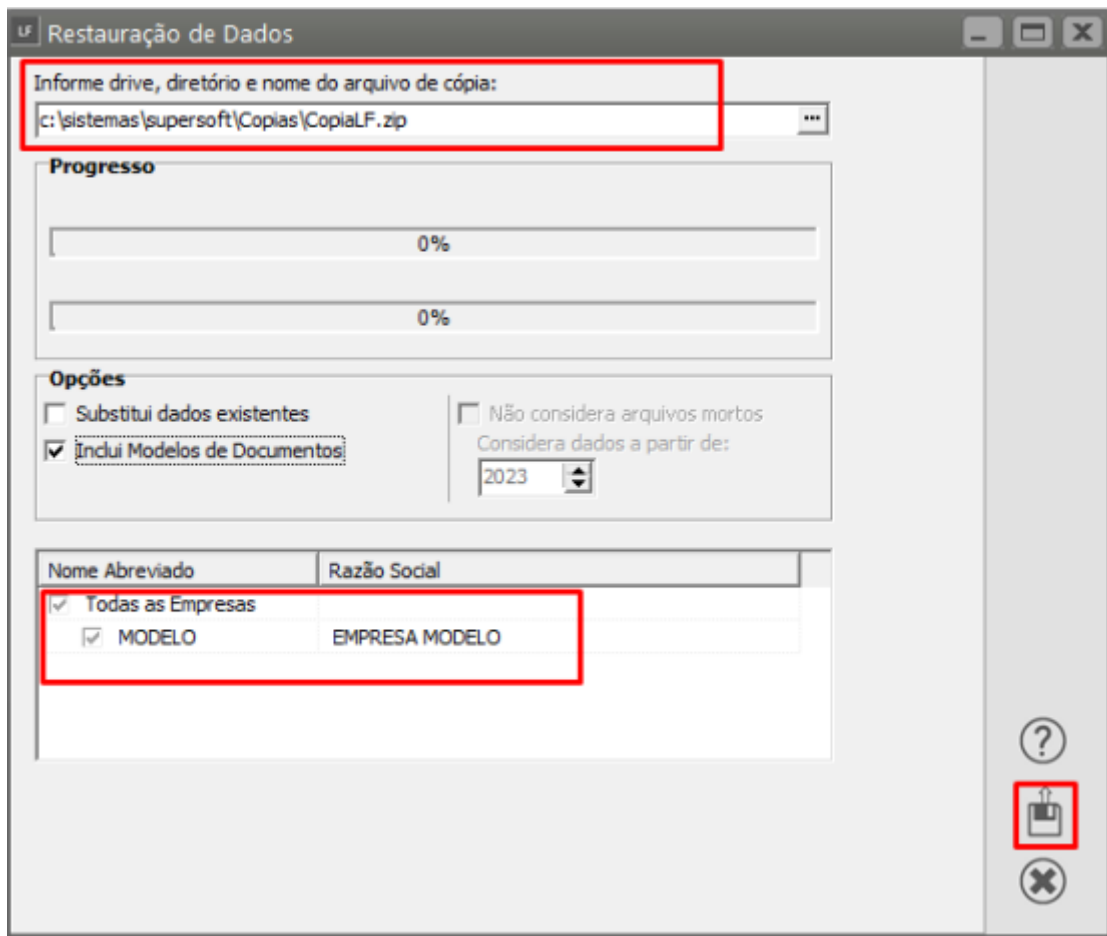 LF Restauração de Dados
Informe drive, diretório e nome do arquivo de cópia:
c:\sistemas\supersoft\Copias\CopiaLF.zip ...
Progresso
0%
0%
Opções
Substitui dados existentes
Inclui Modelos de Documentos
Não considera arquivos mortos
Considera dados a partir de:
2023
Nome Abreviado Razão Social
Todas as Empresas
MODELO EMPRESA MODELO
?